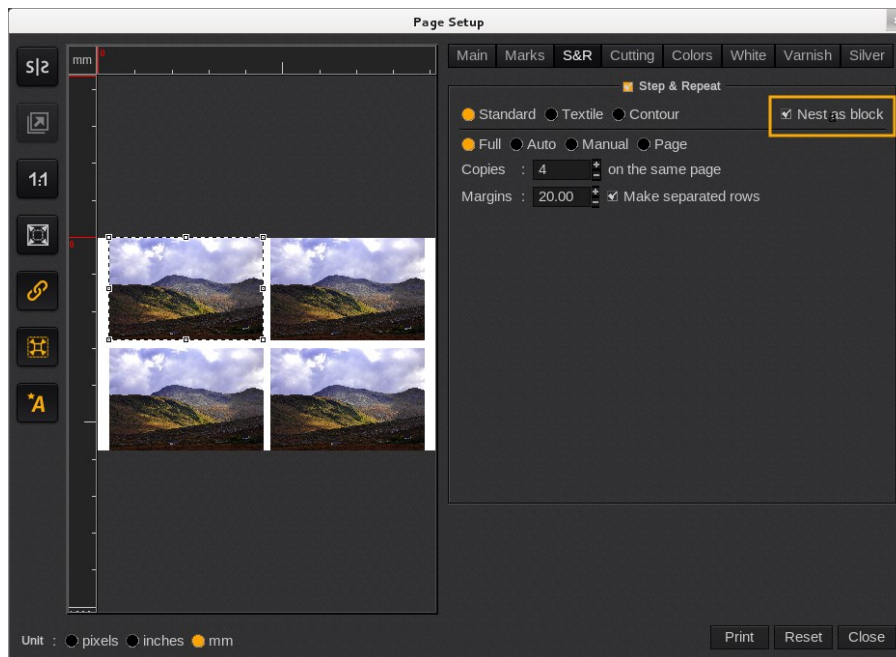 Page Setup
S|S
mm
0
Main Marks S&R Cutting Colors White Varnish Silver
Step & Repeat
Standard Textile Contour Nest as block
Full Auto Manual Page
Copies : 4 on the same page
Margins : 20.00 Make separated rows
1:1
0
*A
Unit : pixels inches mm
Print Reset Close